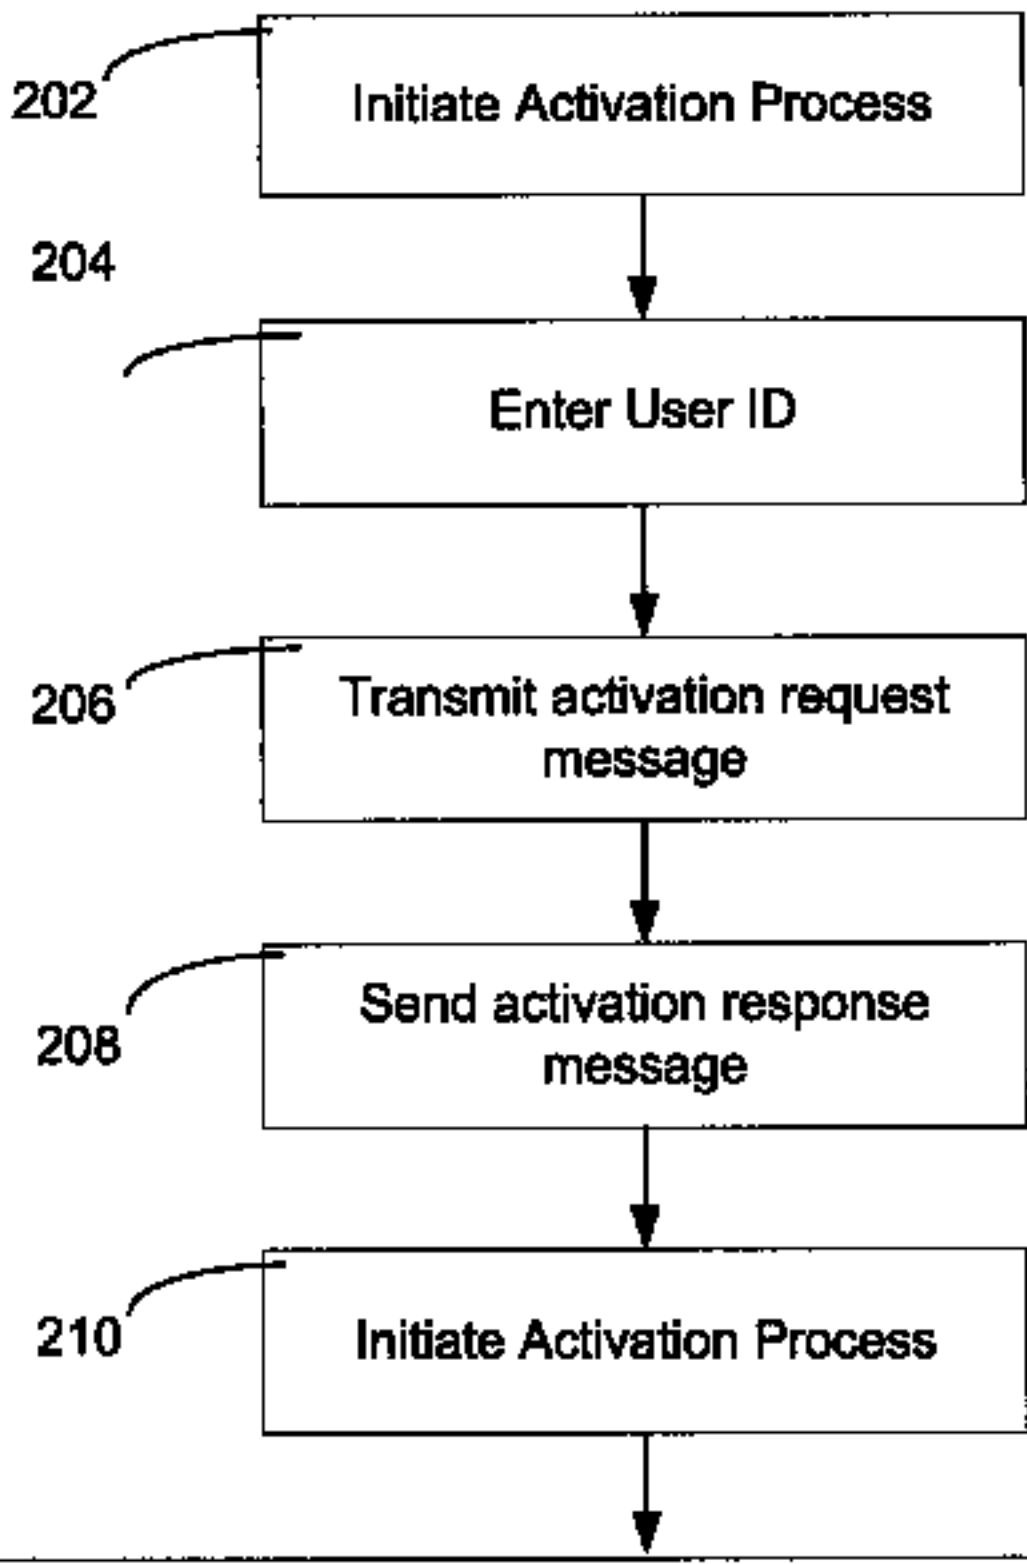 202
Initiate Activation Process
204
Enter User ID
206
Transmit activation request
message
208
Send activation response
message
210
Initiate Activation Process